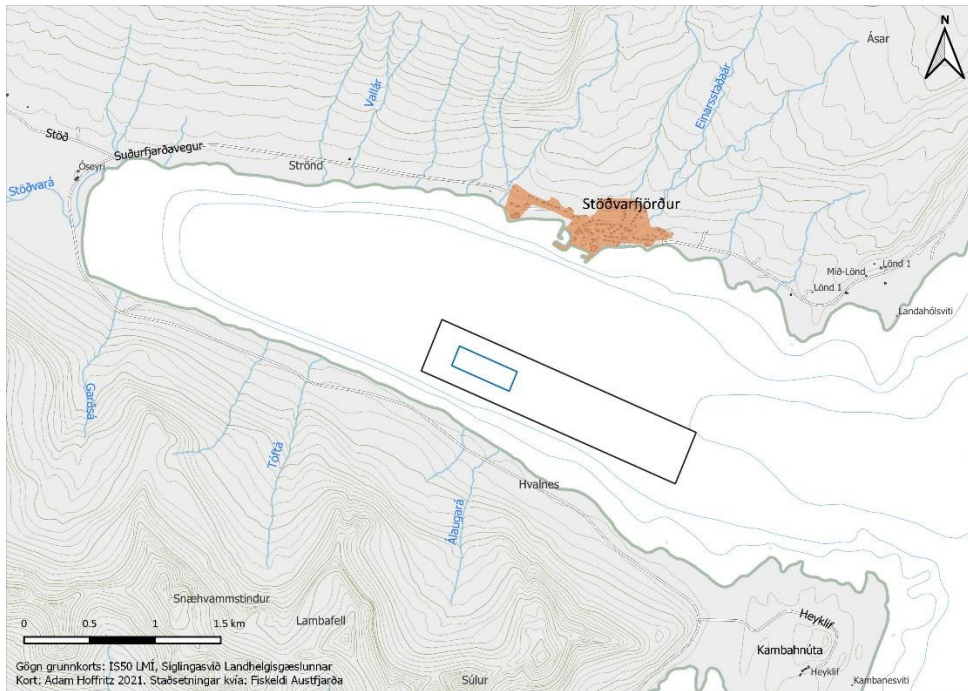 N
Ásar
Einarsstaðaár
Vallár
Stöð
Suðurfjarðavegur
Óseyri
Strönd
Stöðvará
Stöðvarfjörður
Mið-Lönd
Lönd 1
Lönd 1
Landahólsviti
Garðsá
Tóftá
Hvalnes
Álaugará
Snæhvammstindur
Lambafell
Heyklif
Kambahnúta
Heyklif
Kambanesviti
Súlur
0 0.5 1 1.5 km
Gögn grunnkorts: IS50 LMÍ, Siglingasvið Landhelgisgæslunnar
Kort: Adam Hoffritz 2021. Staðsetningar kvía: Fiskeldi Austfjarða